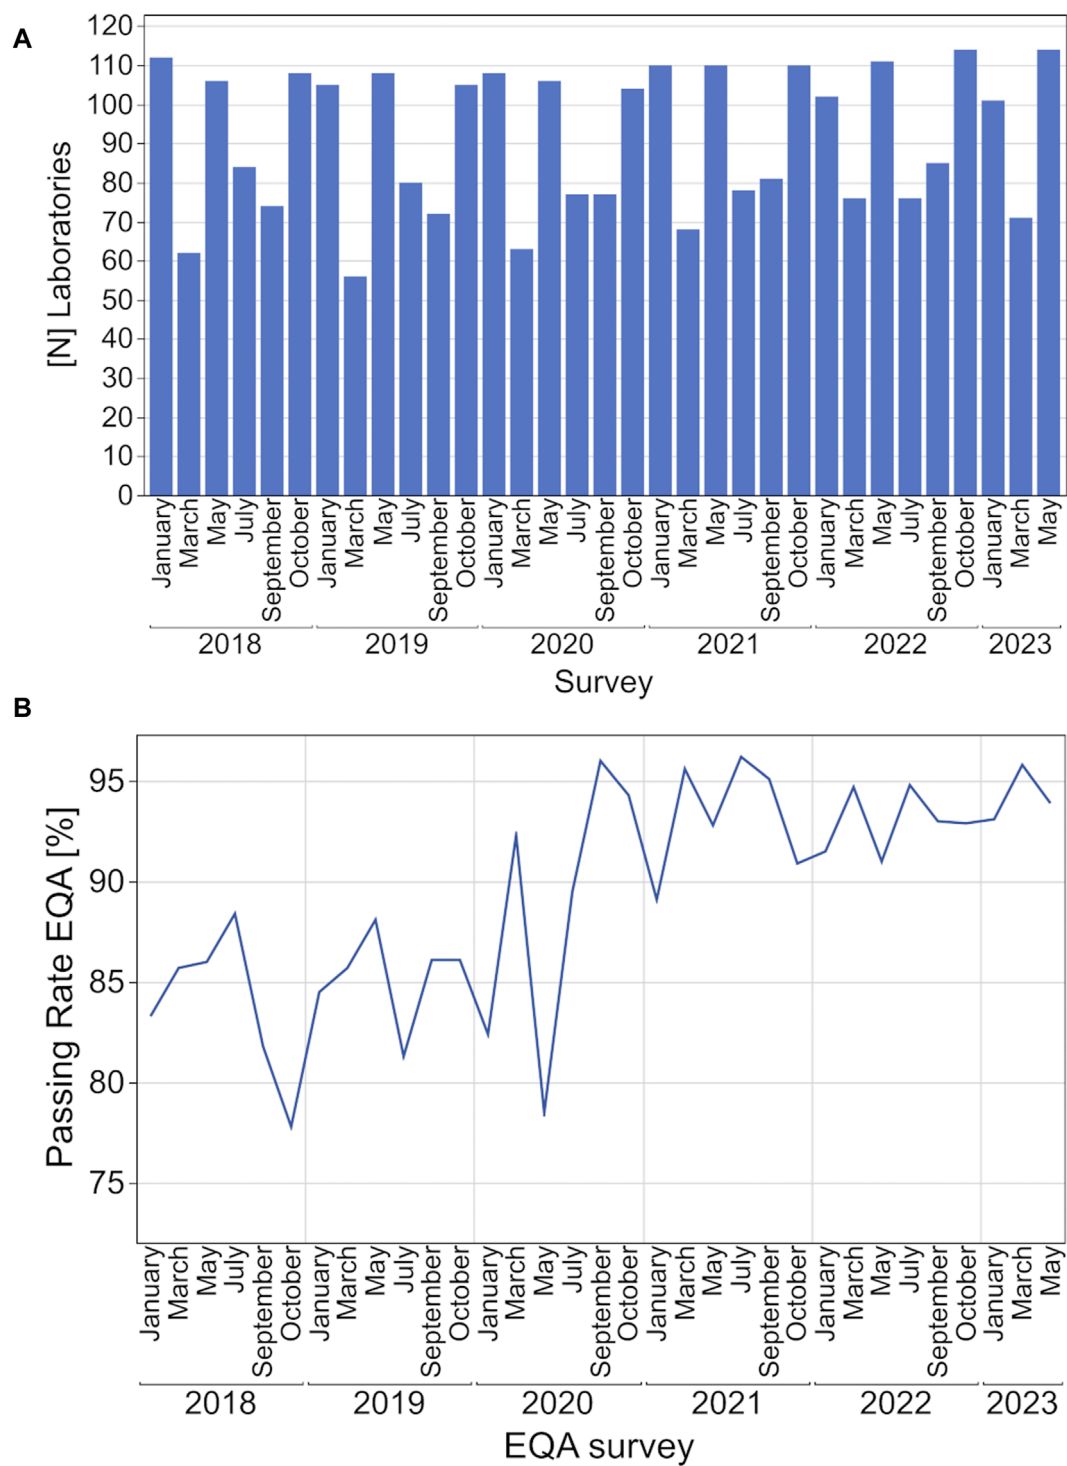 A
120
110
100
90
80
70
60
50
40
30
20
10
0
[N] Laboratories
January March May July September October January March May July September October January March May July September October January March May July September October January March May July September October January March May
2018 2019 2020 2021 2022 2023
Survey
B
95
90
85
80
75
Passing Rate EQA [%]
January March May July September October January March May July September October January March May July September October January March May July September October January March May July September October January March May
2018 2019 2020 2021 2022 2023
EQA survey